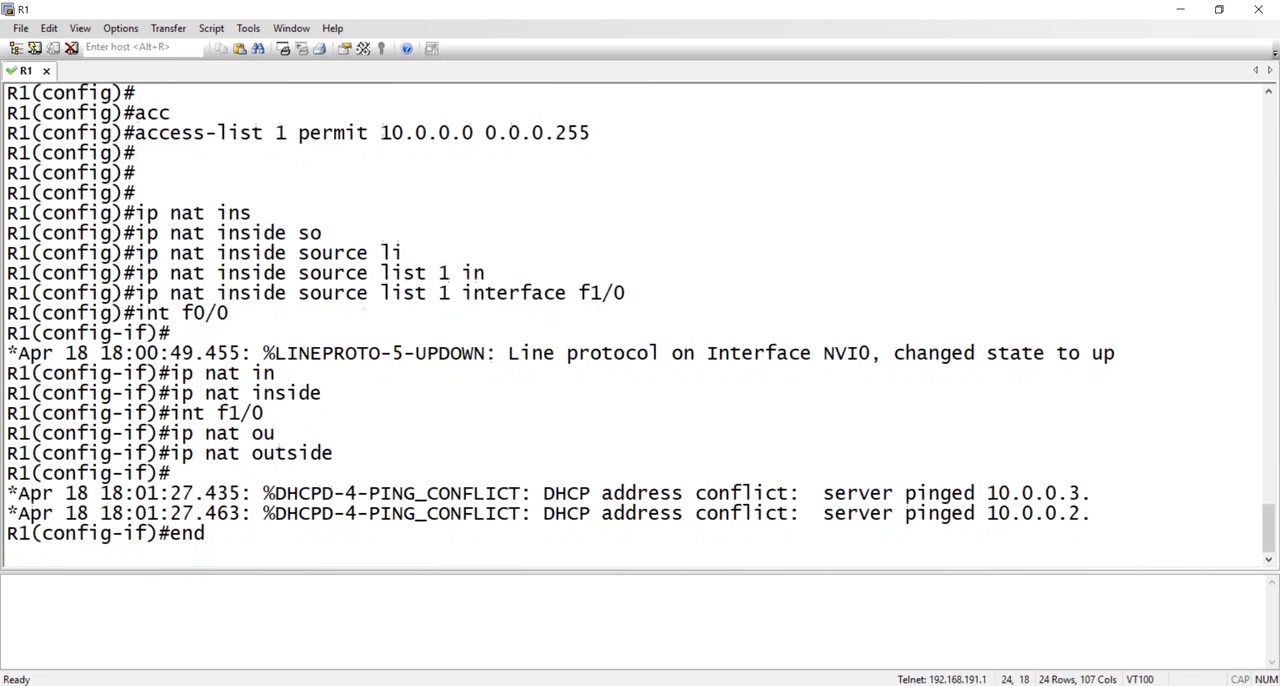 R1
File Edit View Options Transfer Script Tools Window Help
Enter host <Alt+R>
R1
R1(config)#
R1(config)#acc
R1(config)#access-list 1 permit 10.0.0.0 0.0.0.255
R1(config)#
R1(config)#
R1(config)#
R1(config)#ip nat ins
R1(config)#ip nat inside so
R1(config)#ip nat inside source li
R1(config)#ip nat inside source list 1 in
R1(config)#ip nat inside source list 1 interface f1/0
R1(config)#int f0/0
R1(config-if)#
*Apr 18 18:00:49.455: %LINEPROTO-5-UPDOWN: Line protocol on Interface NVI0, changed state to up
R1(config-if)#ip nat in
R1(config-if)#ip nat inside
R1(config-if)#int f1/0
R1(config-if)#ip nat ou
R1(config-if)#ip nat outside
R1(config-if)#
*Apr 18 18:01:27.435: %DHCPD-4-PING_CONFLICT: DHCP address conflict:  server pinged 10.0.0.3.
*Apr 18 18:01:27.463: %DHCPD-4-PING_CONFLICT: DHCP address conflict:  server pinged 10.0.0.2.
R1(config-if)#end
Ready Telnet: 192.168.191.1 24, 18 24 Rows, 107 Cols VT100 CAP NUM